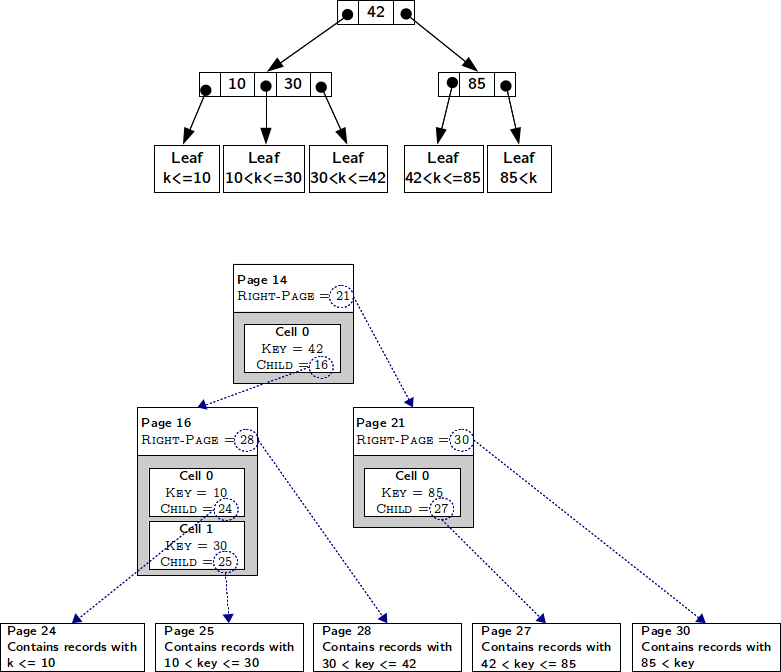 42
10 30
85
Leaf
k<=10
Leaf
10<k<=30
Leaf
30<k<=42
Leaf
42<k<=85
Leaf
85<k
Page 14
Right-Page = 21
Cell 0
Key = 42
Child = 16
Page 16
Right-Page = 28
Cell 0
Key = 10
Child = 24
Cell 1
Key = 30
Child = 25
Page 21
Right-Page = 30
Cell 0
Key = 85
Child = 27
Page 24
Contains records with
k <= 10
Page 25
Contains records with
10 < key <= 30
Page 28
Contains records with
30 < key <= 42
Page 27
Contains records with
42 < key <= 85
Page 30
Contains records with
85 < key